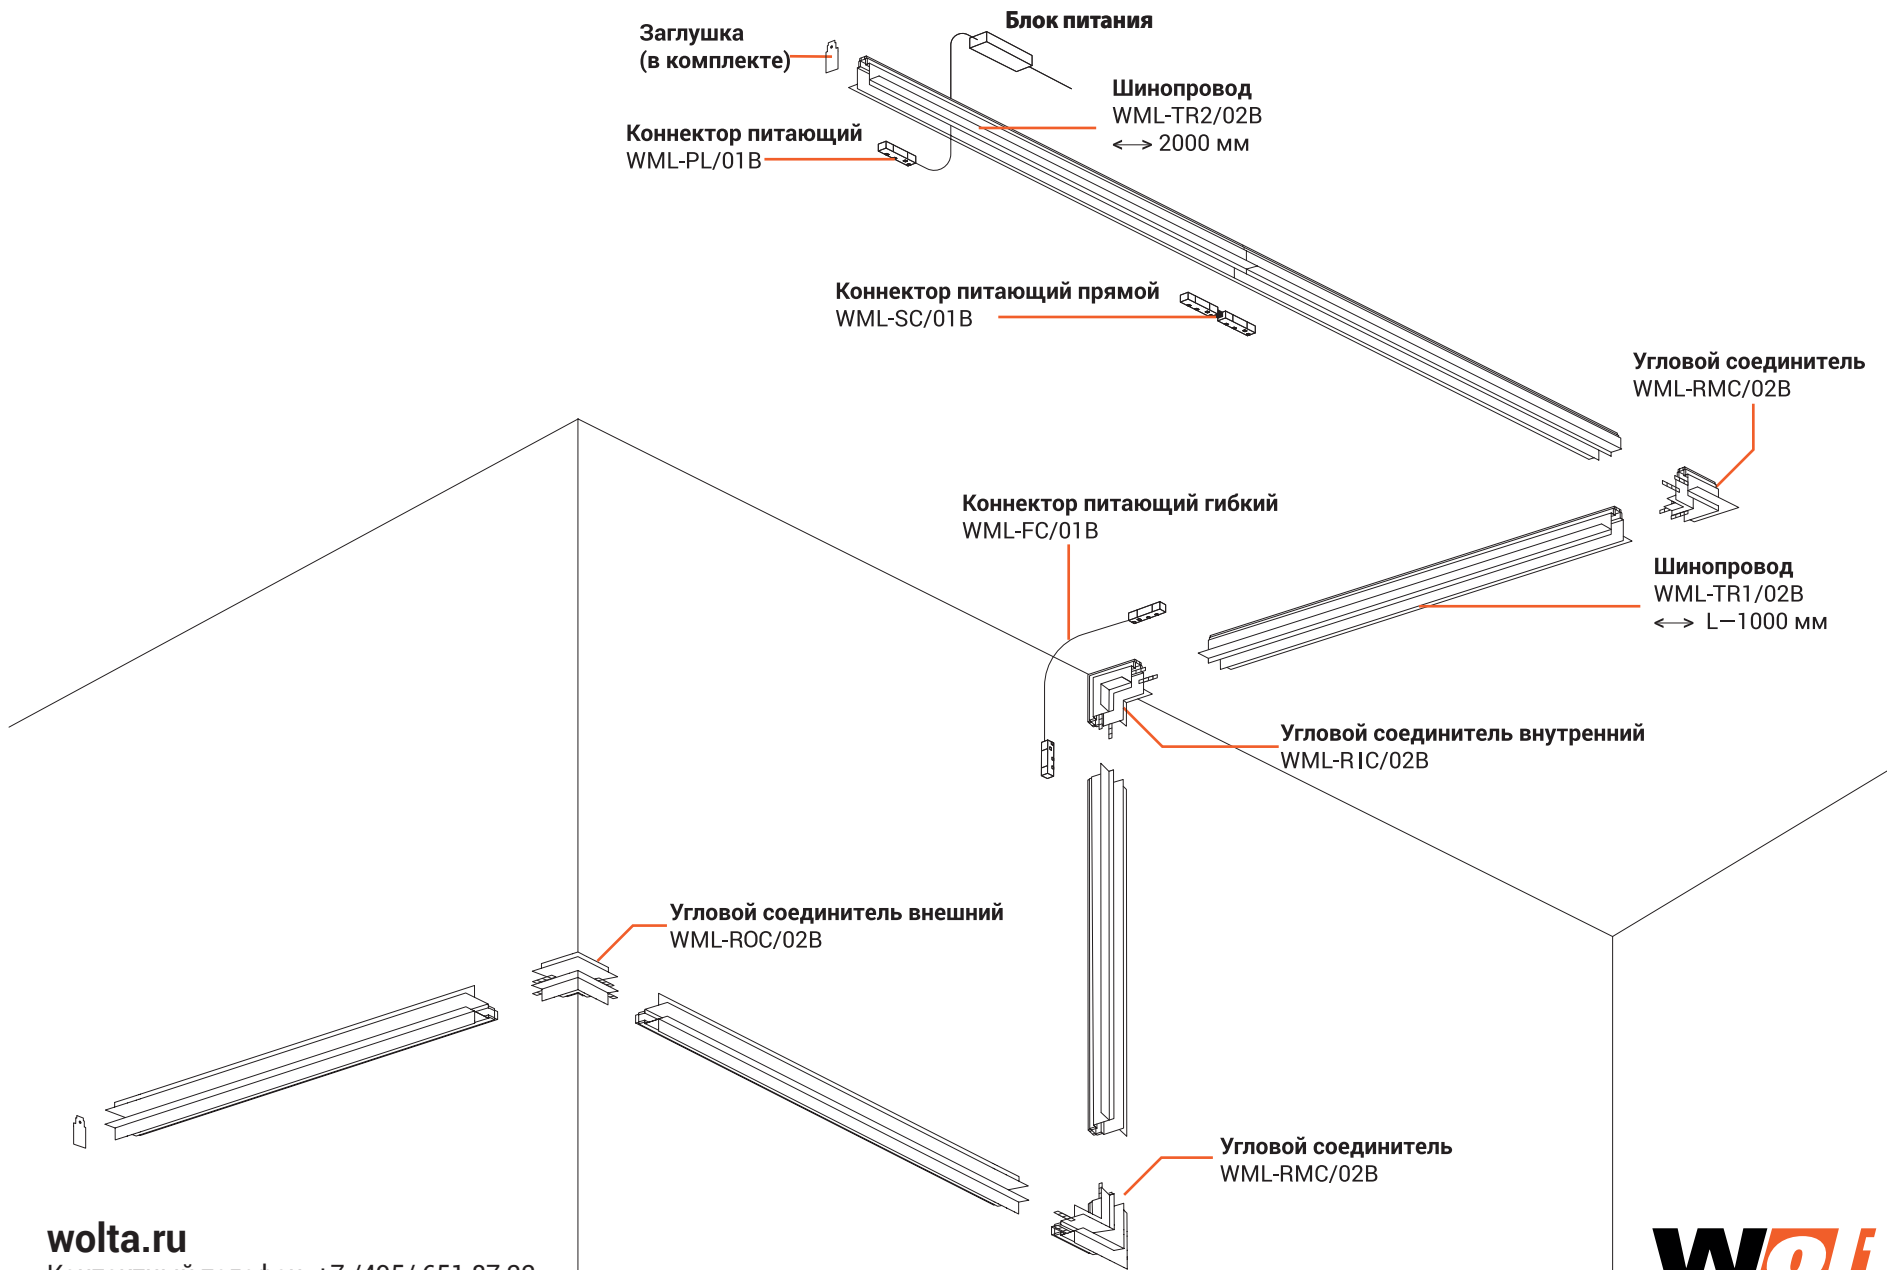 Блок питания
Заглушка
(в комплекте)
Шинопровод
WML-TR2/02B
2000 мм
Коннектор питающий
WML-PL/01B
Коннектор питающий прямой
WML-SC/01B
Угловой соединитель
WML-RMC/02B
Коннектор питающий гибкий
WML-FC/01B
Шинопровод
WML-TR1/02B
L—1000 мм
Угловой соединитель внутренний
WML-RIC/02B
Угловой соединитель внешний
WML-ROC/02B
Угловой соединитель
WML-RMC/02B
wolta.ru